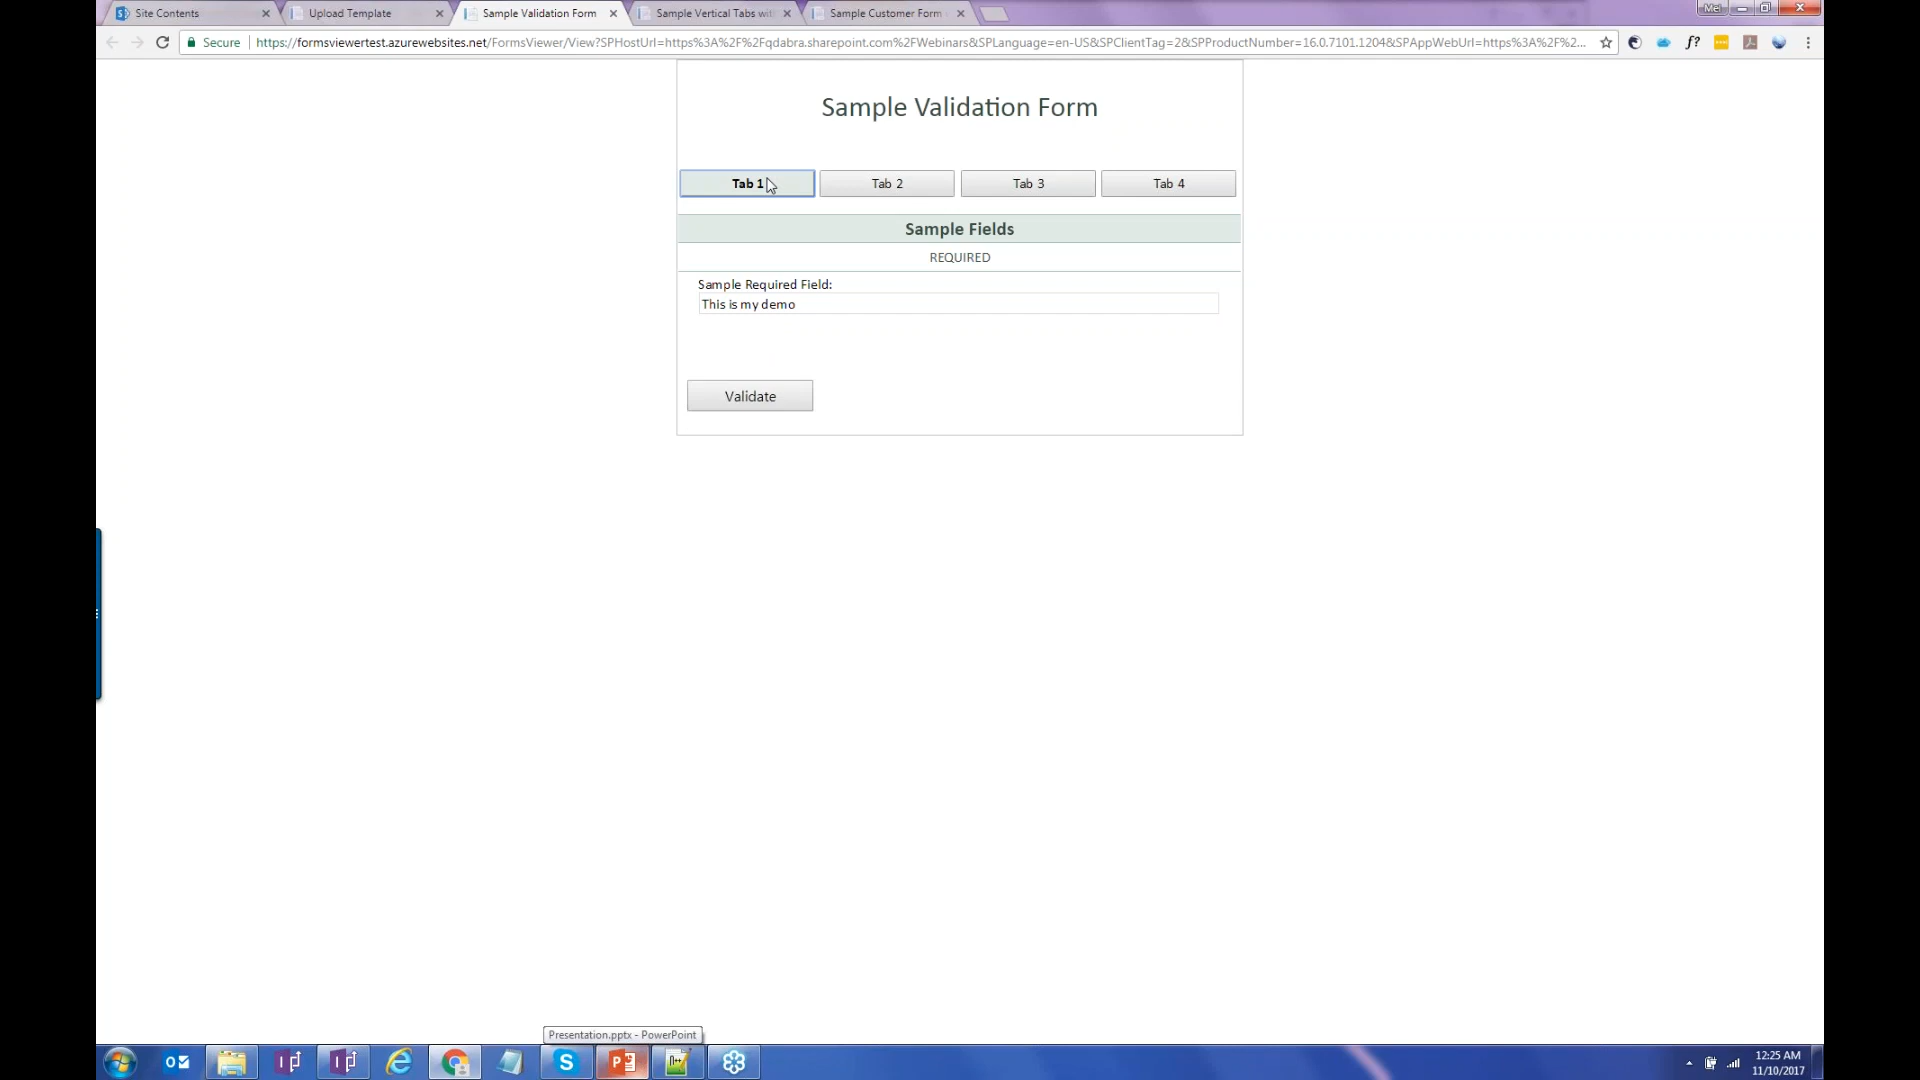 Site Contents
Upload Template
Sample Validation Form
Sample Vertical Tabs wit
Sample Customer Form
Mel
Secure
https://formsviewertest.azurewebsites.net/FormsViewer/View?SPHostUrl=https%3A%2F%2Fqdabra.sharepoint.com%2FWebinars&SPLanguage=en-US&SPClientTag=2&SPProductNumber=16.0.7101.1204&SPAppWebUrl=https%3A%2F%2...
f?
Sample Validation Form
Tab 1
Tab 2
Tab 3
Tab 4
Sample Fields
REQUIRED
Sample Required Field:
This is my demo
Validate
Presentation.pptx - PowerPoint
12:25 AM
11/10/2017